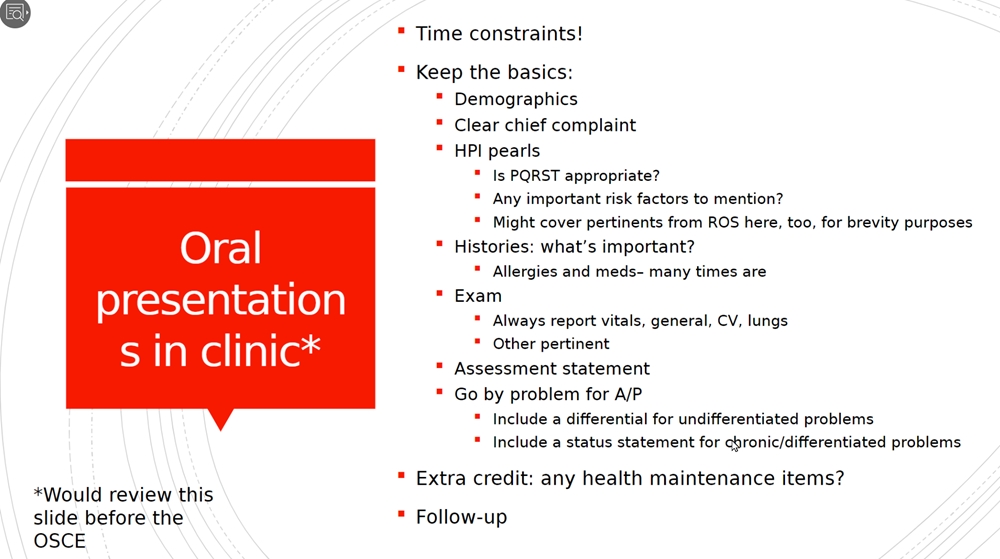 Oral
presentation
s in clinic*
*Would review this
slide before the
OSCE
Time constraints!
Keep the basics:
Demographics
Clear chief complaint
HPI pearls
Is PQRST appropriate?
Any important risk factors to mention?
Might cover pertinents from ROS here, too, for brevity purposes
Histories: what’s important?
Allergies and meds– many times are
Exam
Always report vitals, general, CV, lungs
Other pertinent
Assessment statement
Go by problem for A/P
Include a differential for undifferentiated problems
Include a status statement for chronic/differentiated problems
Extra credit: any health maintenance items?
Follow-up